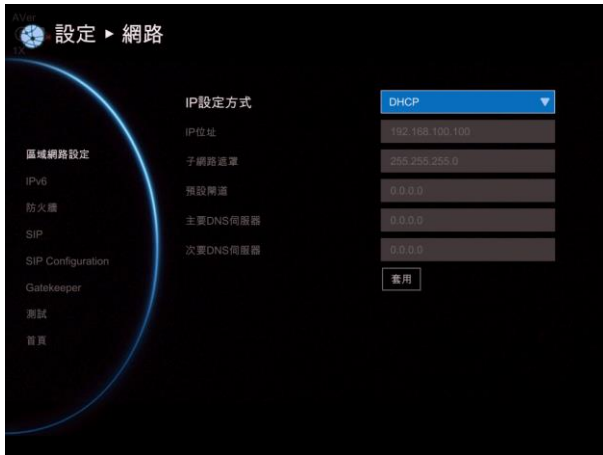 AVer
設定 ▸ 網路
1X
IP設定方式 DHCP
IP位址 192.168.100.100
區域網路設定
子網路遮罩 255.255.255.0
IPv6
預設閘道 0.0.0.0
防火牆
主要DNS伺服器 0.0.0.0
SIP
次要DNS伺服器 0.0.0.0
SIP Configuration
套用
Gatekeeper
測試
首頁